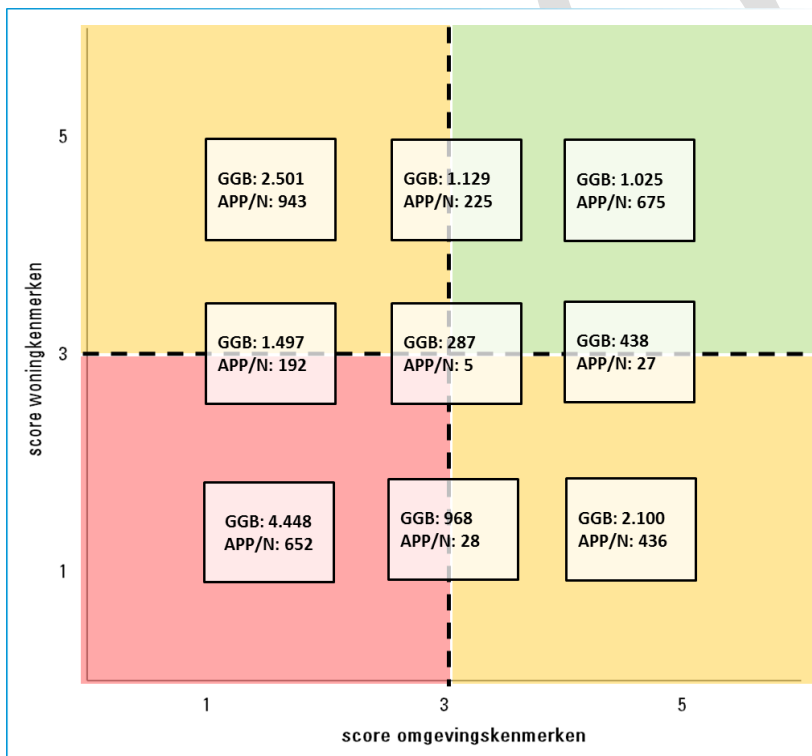 5
GGB: 2.501
APP/N: 943
GGB: 1.129
APP/N: 225
GGB: 1.025
APP/N: 675
score woningkenmerken
3
GGB: 1.497
APP/N: 192
GGB: 287
APP/N: 5
GGB: 438
APP/N: 27
1
GGB: 4.448
APP/N: 652
GGB: 968
APP/N: 28
GGB: 2.100
APP/N: 436
1
3
5
score omgevingskenmerken